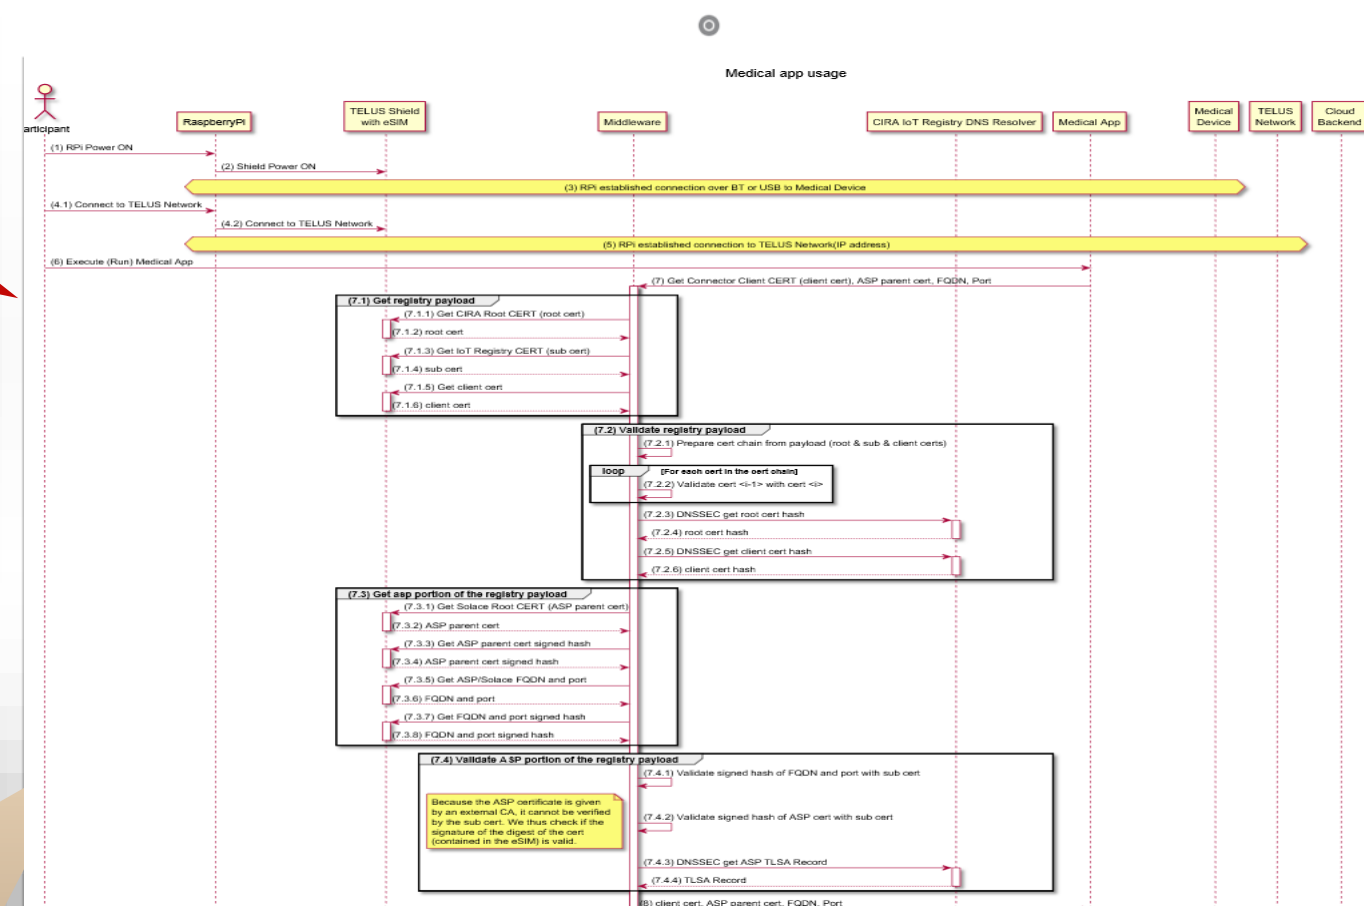 Medical app usage
articipant
RaspberryPi
TELUS Shield
with eSIM
Middleware
CIRA IoT Registry DNS Resolver
Medical App
Medical
Device
TELUS
Network
Cloud
Backend
(1) RPi Power ON
(2) Shield Power ON
(3) RPi established connection over BT or USB to Medical Device
(4.1) Connect to TELUS Network
(4.2) Connect to TELUS Network
(5) RPi established connection to TELUS Network(IP address)
(6) Execute (Run) Medical App
(7) Get Connector Client CERT (client cert), ASP parent cert, FQDN, Port
(7.1) Get registry payload
(7.1.1) Get CIRA Root CERT (root cert)
(7.1.2) root cert
(7.1.3) Get IoT Registry CERT (sub cert)
(7.1.4) sub cert
(7.1.5) Get client cert
(7.1.6) client cert
(7.2) Validate registry payload
(7.2.1) Prepare cert chain from payload (root & sub & client certs)
loop
[For each cert in the cert chain]
(7.2.2) Validate cert <i-1> with cert <i>
(7.2.3) DNSSEC get root cert hash
(7.2.4) root cert hash
(7.2.5) DNSSEC get client cert hash
(7.2.6) client cert hash
(7.3) Get asp portion of the registry payload
(7.3.1) Get Solace Root CERT (ASP parent cert)
(7.3.2) ASP parent cert
(7.3.3) Get ASP parent cert signed hash
(7.3.4) ASP parent cert signed hash
(7.3.5) Get ASP/Solace FQDN and port
(7.3.6) FQDN and port
(7.3.7) Get FQDN and port signed hash
(7.3.8) FQDN and port signed hash
(7.4) Validate ASP portion of the registry payload
(7.4.1) Validate signed hash of FQDN and port with sub cert
Because the ASP certificate is given
by an external CA, it cannot be verified
by the sub cert. We thus check if the
signature of the digest of the cert
(contained in the eSIM) is valid.
(7.4.2) Validate signed hash of ASP cert with sub cert
(7.4.3) DNSSEC get ASP TLSA Record
(7.4.4) TLSA Record
(8) client cert, ASP parent cert, FQDN, Port